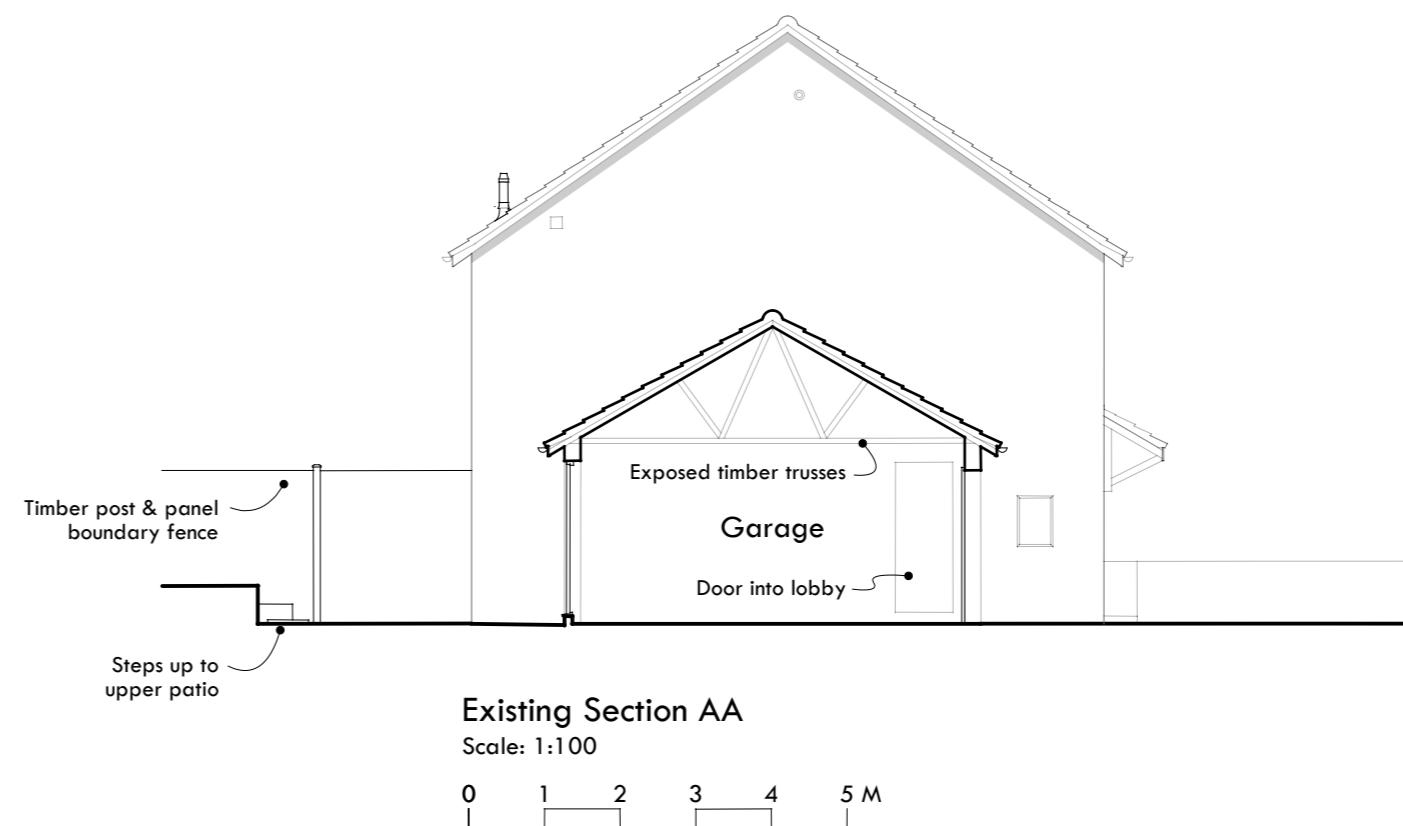 Exposed timber trusses
Timber post & panel
boundary fence
Garage
Door into lobby
Steps up to
upper patio
Existing Section AA
Scale: 1:100
0 1 2 3 4 5 M